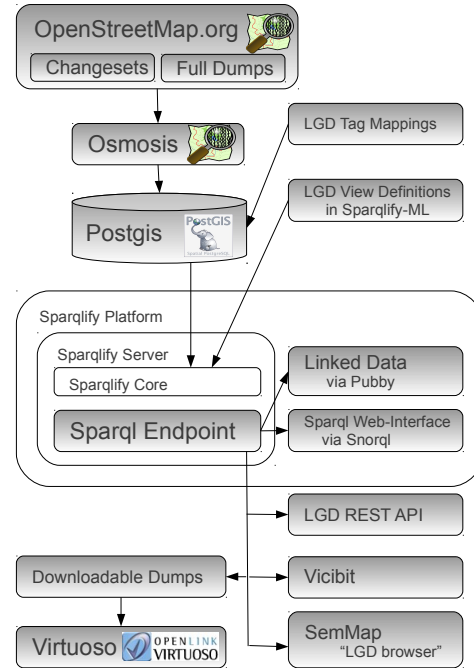 OpenStreetMap.org
Changesets
Full Dumps
Osmosis
LGD Tag Mappings
Postgis
PostGIS
Spatial PostgreSQL
LGD View Definitions
in Sparqlify-ML
Sparqlify Platform
Sparqlify Server
Sparqlify Core
Sparql Endpoint
Linked Data
via Pubby
Sparql Web-Interface
via Snorql
LGD REST API
Downloadable Dumps
Vicibit
Virtuoso
OPENLINK
VIRTUOSO
SemMap
“LGD browser”